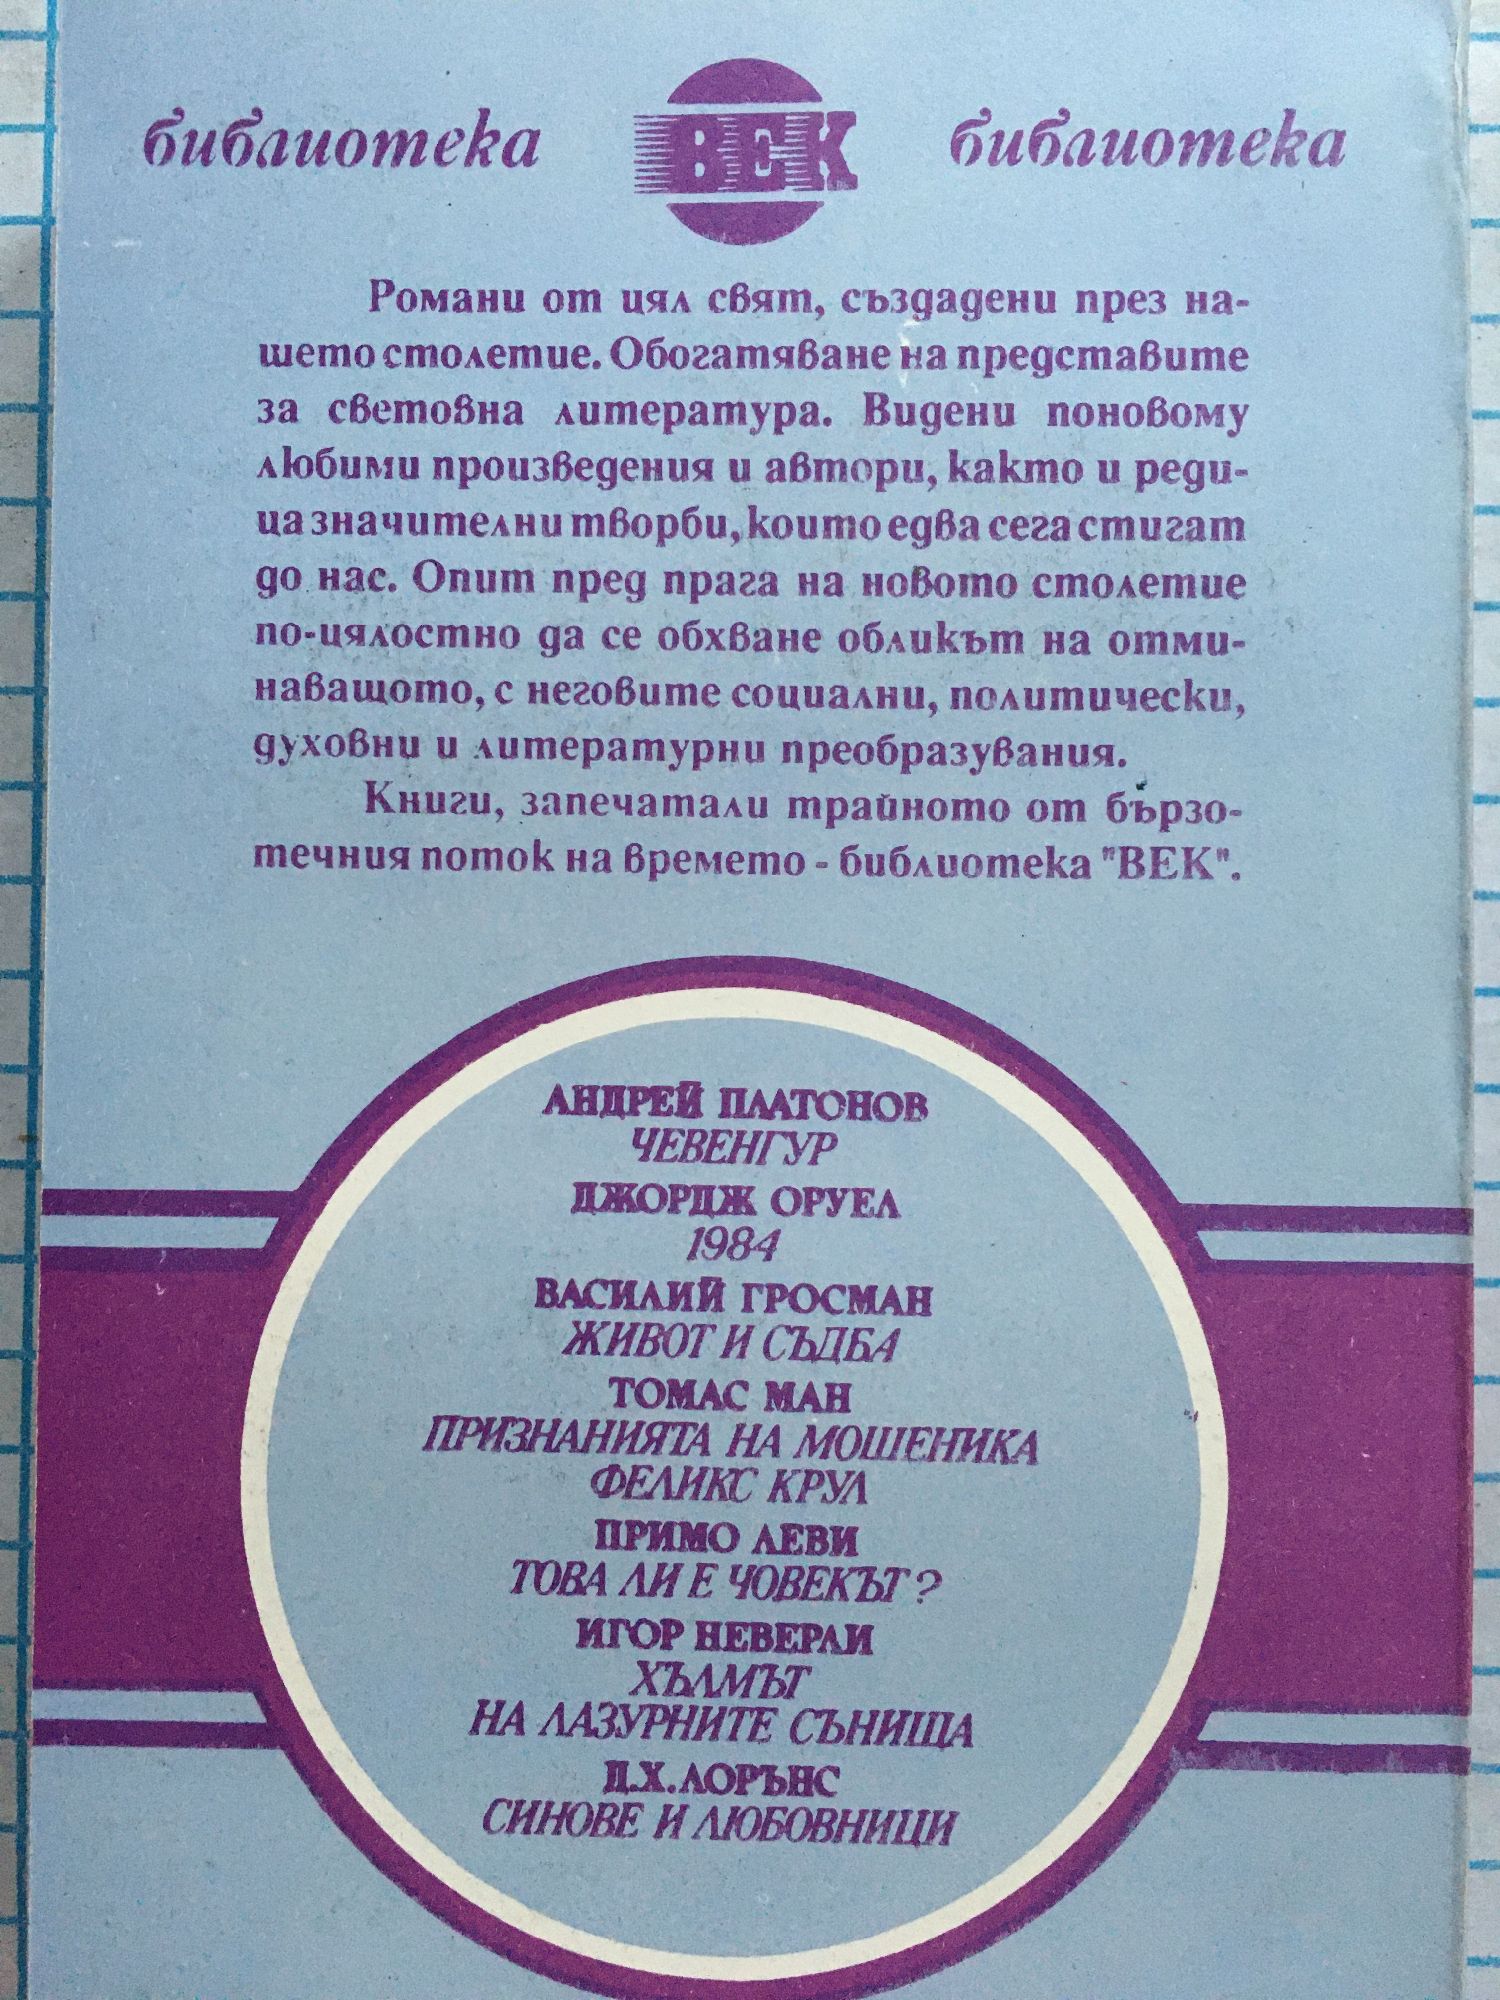 библиотека ВЕК библиотека
Романи от цял свят, създадени през на-
шето столетие. Обогатяване на представите
за световна литература. Видени поновому
любими произведения и автори, както и реди-
ца значителни творби, които едва сега стигат
до нас. Опит пред прага на новото столетие
по-цялостно да се обхване обликът на отми-
наващото, с неговите социални, политически,
духовни и литературни преобразувания.
Книги, запечатали трайното от бързо-
течния поток на времето - библиотека "ВЕК".
АНДРЕЙ ПЛАТОНОВ
ЧЕВЕНГУР
ДЖОРДЖ ОРУЕЛ
1984
ВАСИЛИЙ ГРОСМАН
ЖИВОТ И СЪДБА
ТОМАС МАН
ПРИЗНАНИЯТА НА МОШЕНИКА
ФЕЛИКС КРУЛ
ПРИМО ЛЕВИ
ТОВА ЛИ Е ЧОВЕКЪТ?
ИГОР НЕВЕРЛИ
ХЪЛМЪТ
НА ЛАЗУРНИТЕ СЪНИЩА
Д.Х.ЛОРЪНС
СИНОВЕ И ЛЮБОВНИЦИ